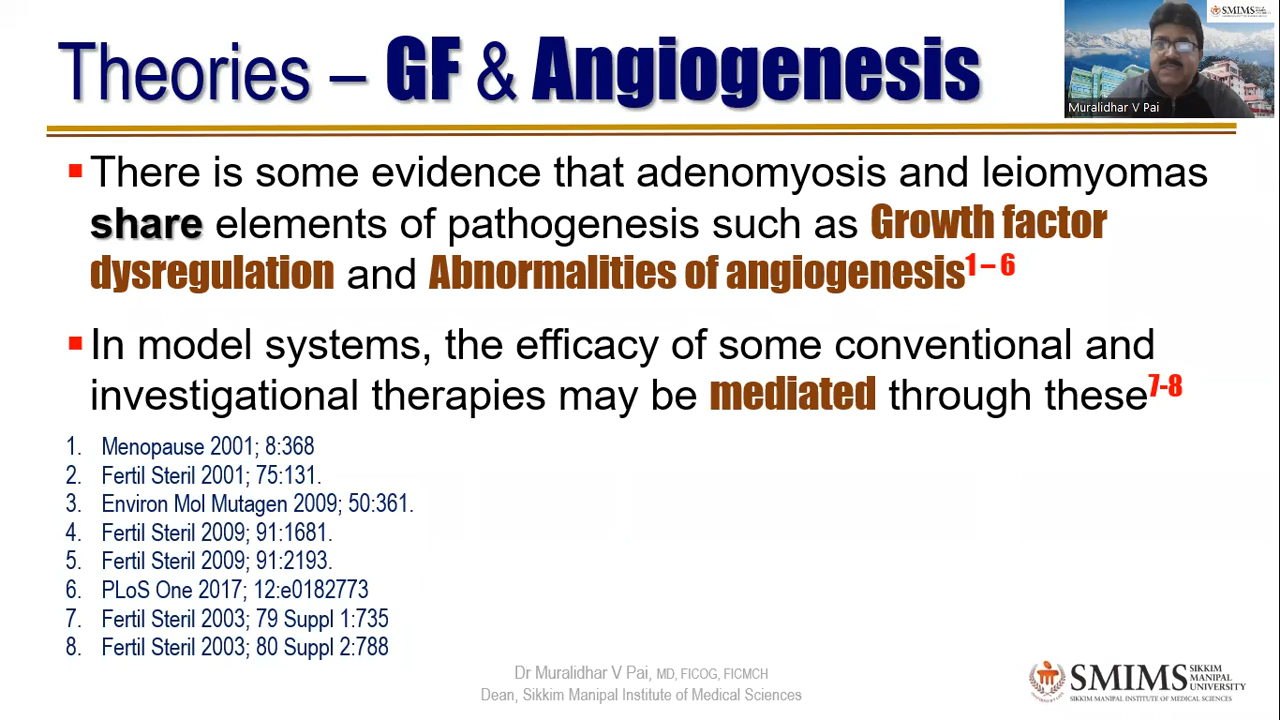 Theories – GF & Angiogenesis
SMIMS
Muralidhar V Pai
▪There is some evidence that adenomyosis and leiomyomas
share elements of pathogenesis such as Growth factor
dysregulation and Abnormalities of angiogenesis1 – 6
▪In model systems, the efficacy of some conventional and
investigational therapies may be mediated through these7-8
1. Menopause 2001; 8:368
2. Fertil Steril 2001; 75:131.
3. Environ Mol Mutagen 2009; 50:361.
4. Fertil Steril 2009; 91:1681.
5. Fertil Steril 2009; 91:2193.
6. PLoS One 2017; 12:e0182773
7. Fertil Steril 2003; 79 Suppl 1:735
8. Fertil Steril 2003; 80 Suppl 2:788
Dr Muralidhar V Pai, MD, FICOG, FICMCH
Dean, Sikkim Manipal Institute of Medical Sciences
SMIMS SIKKIM
MANIPAL
UNIVERSITY
SIKKIM MANIPAL INSTITUTE OF MEDICAL SCIENCES